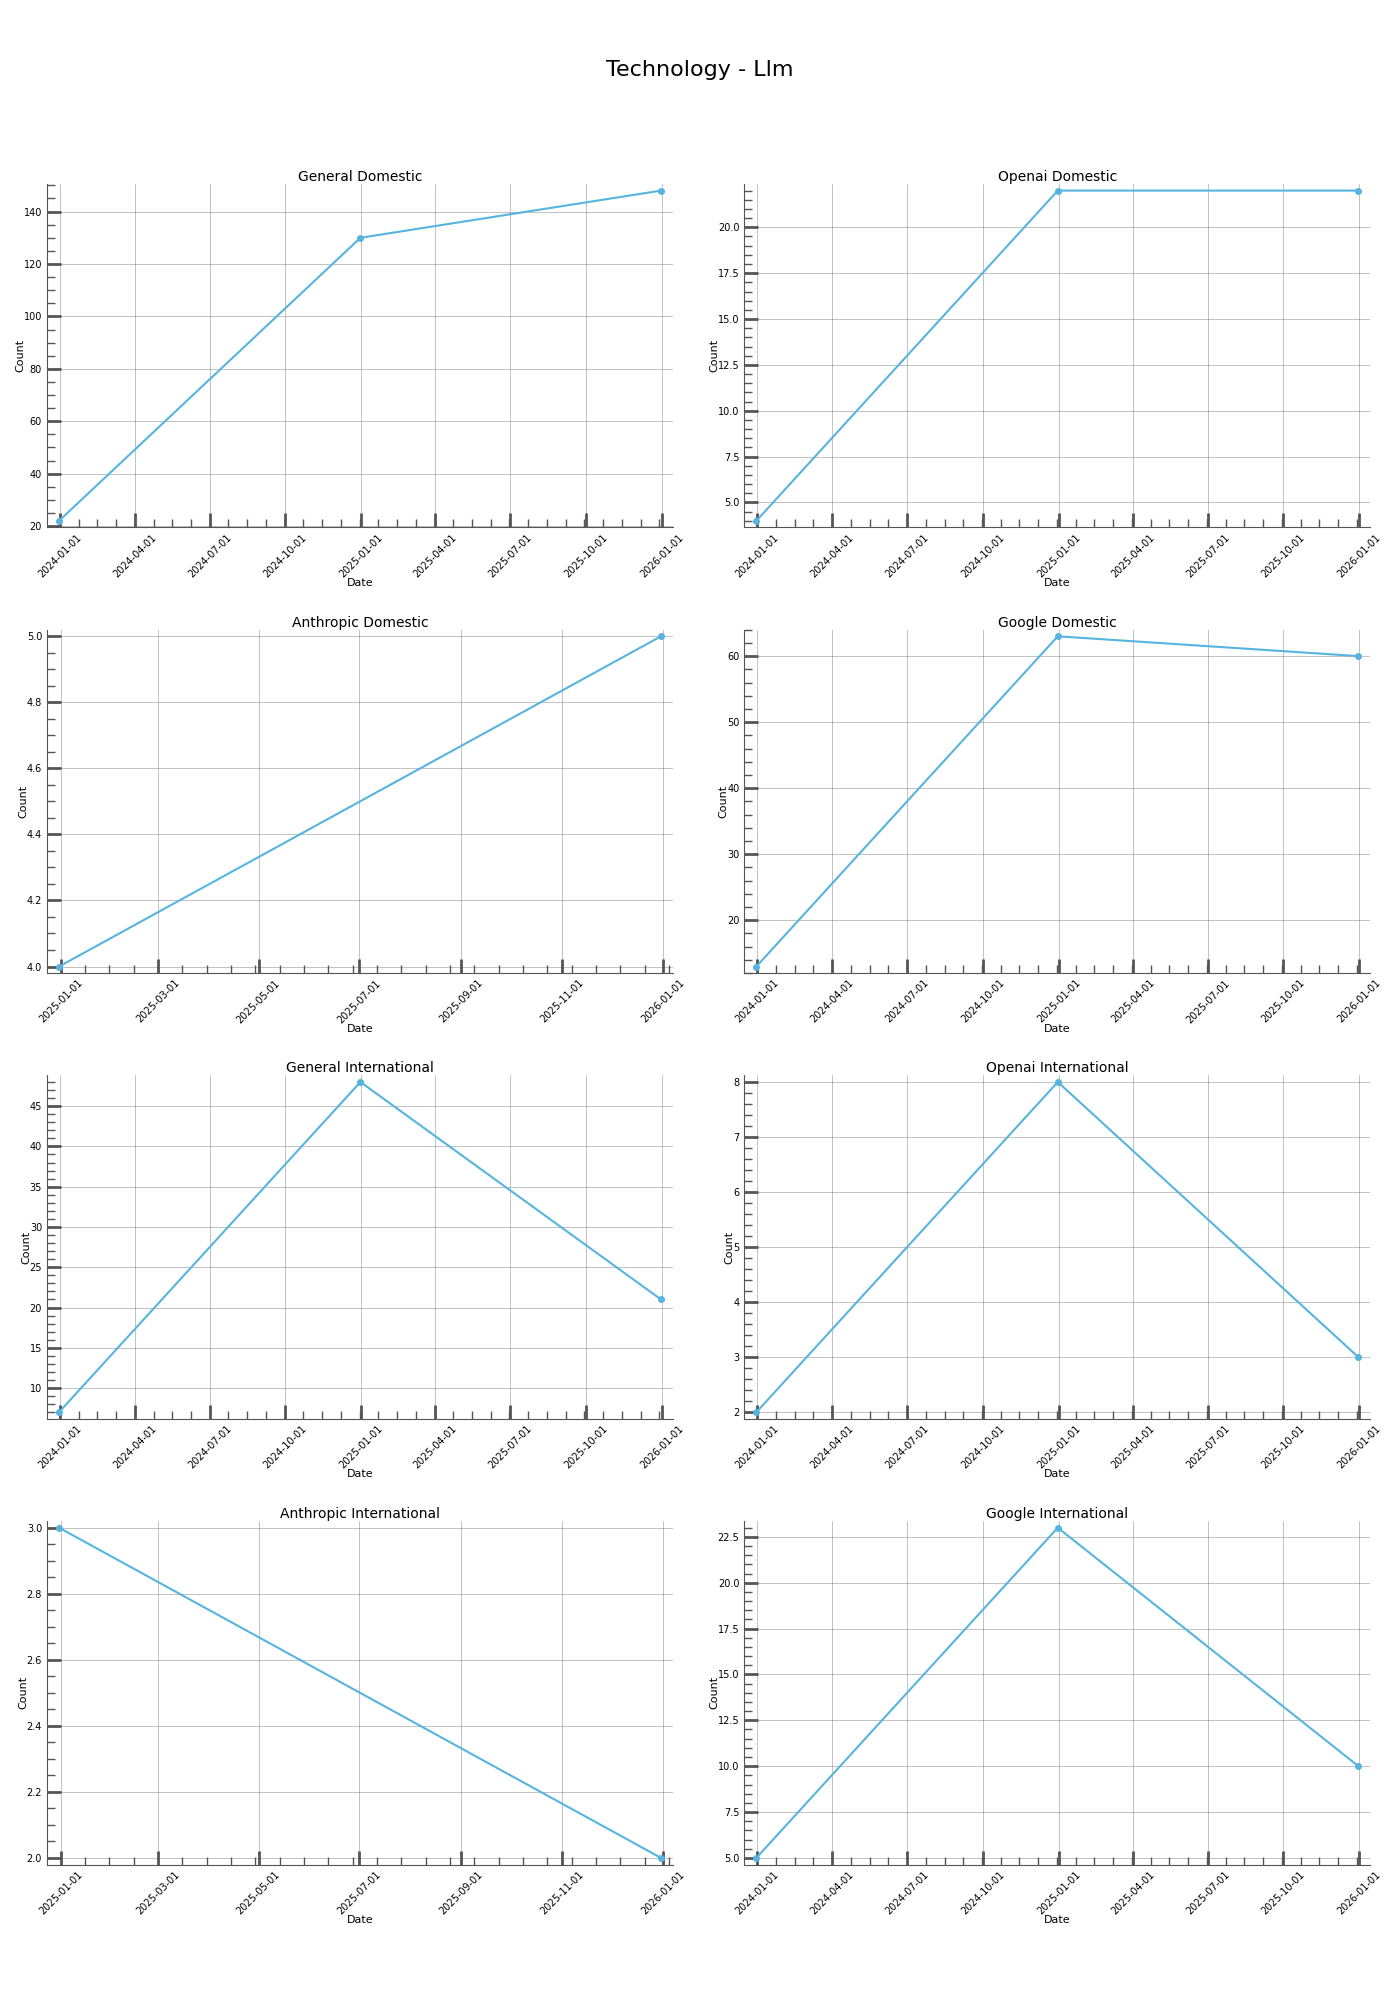 Technology - Llm
General Domestic
Count
140
120
100
80
60
40
20
2024-01-01 2024-04-01 2024-07-01 2024-10-01 2025-01-01 2025-04-01 2025-07-01 2025-10-01 2026-01-01
Date
Openai Domestic
Count
20.0
17.5
15.0
12.5
10.0
7.5
5.0
2024-01-01 2024-04-01 2024-07-01 2024-10-01 2025-01-01 2025-04-01 2025-07-01 2025-10-01 2026-01-01
Date
Anthropic Domestic
Count
5.0
4.8
4.6
4.4
4.2
4.0
2025-01-01 2025-03-01 2025-05-01 2025-07-01 2025-09-01 2025-11-01 2026-01-01
Date
Google Domestic
Count
60
50
40
30
20
2024-01-01 2024-04-01 2024-07-01 2024-10-01 2025-01-01 2025-04-01 2025-07-01 2025-10-01 2026-01-01
Date
General International
Count
45
40
35
30
25
20
15
10
2024-01-01 2024-04-01 2024-07-01 2024-10-01 2025-01-01 2025-04-01 2025-07-01 2025-10-01 2026-01-01
Date
Openai International
Count
8
7
6
5
4
3
2
2024-01-01 2024-04-01 2024-07-01 2024-10-01 2025-01-01 2025-04-01 2025-07-01 2025-10-01 2026-01-01
Date
Anthropic International
Count
3.0
2.8
2.6
2.4
2.2
2.0
2025-01-01 2025-03-01 2025-05-01 2025-07-01 2025-09-01 2025-11-01 2026-01-01
Date
Google International
Count
22.5
20.0
17.5
15.0
12.5
10.0
7.5
5.0
2024-01-01 2024-04-01 2024-07-01 2024-10-01 2025-01-01 2025-04-01 2025-07-01 2025-10-01 2026-01-01
Date